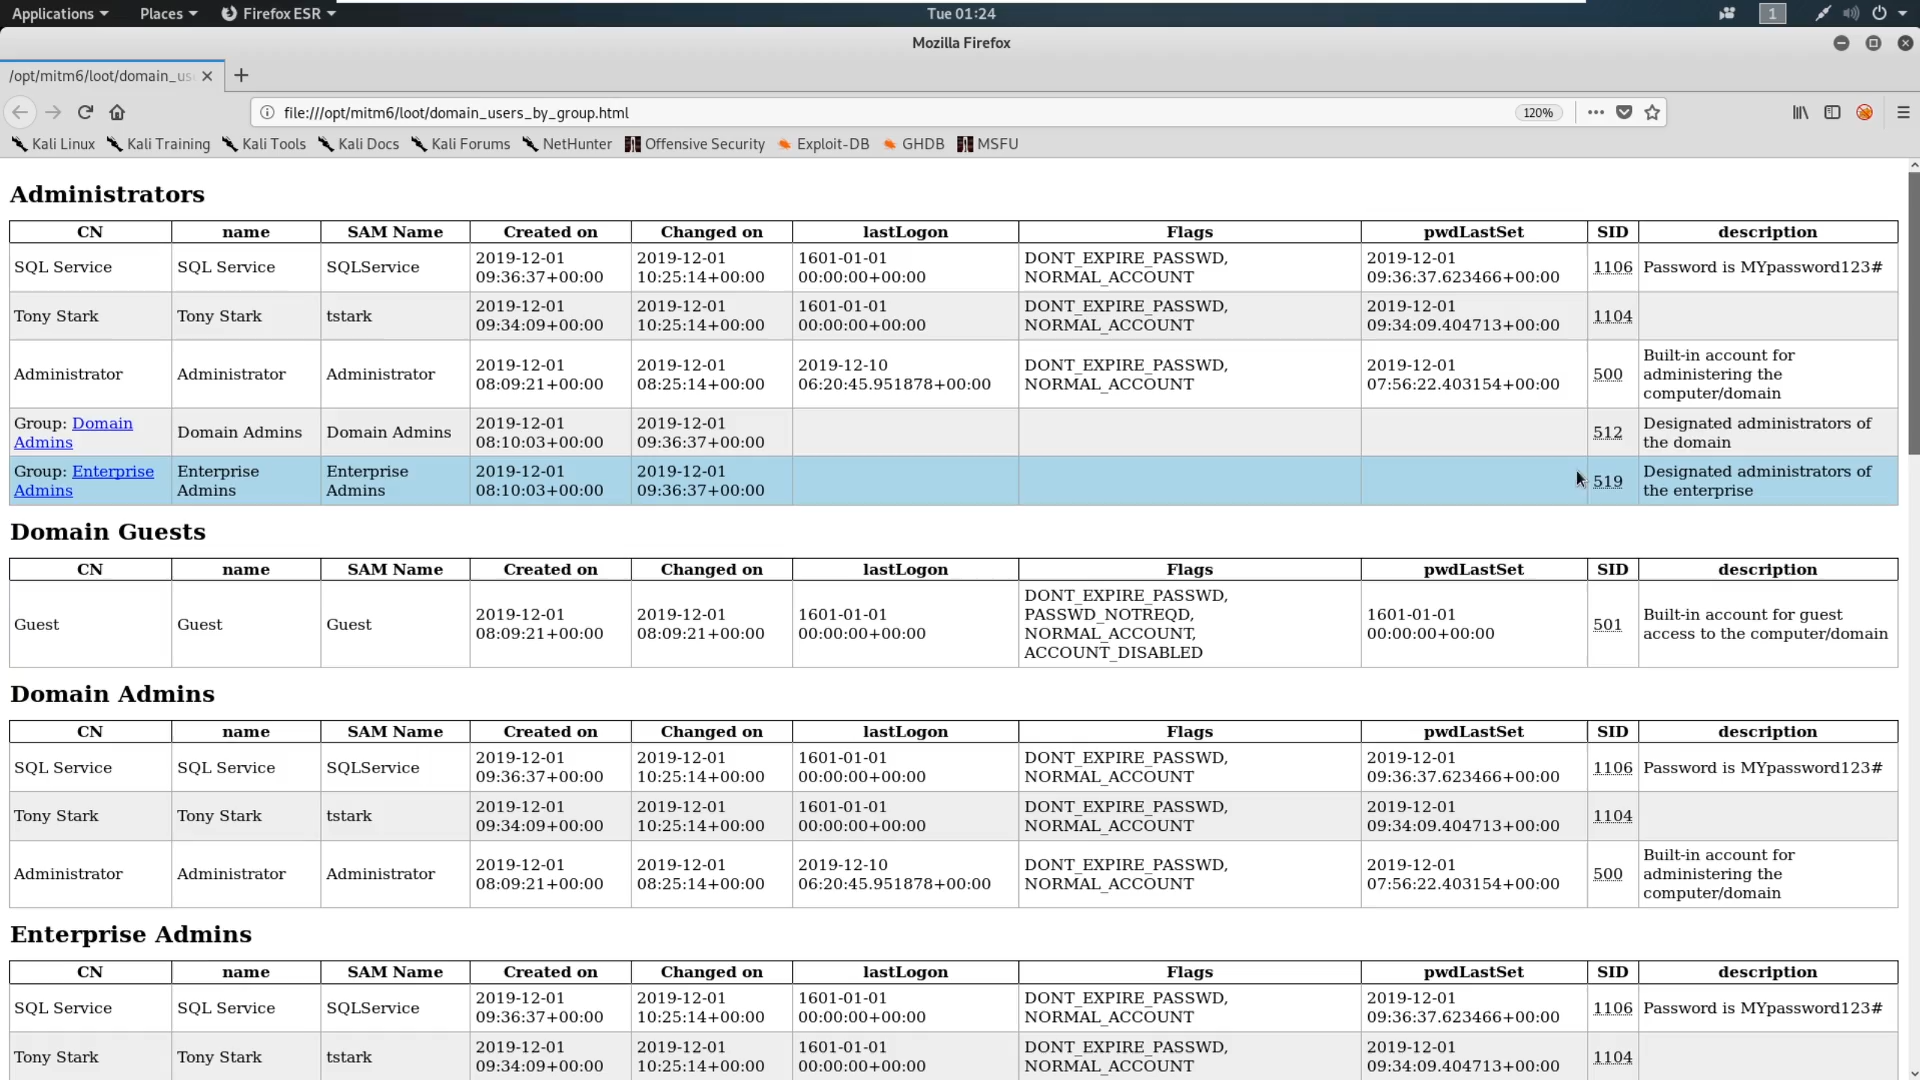 Applications Places Firefox ESR Tue 01:24 1
Mozilla Firefox
/opt/mitm6/loot/domain_us
file:///opt/mitm6/loot/domain_users_by_group.html 120%
Kali Linux Kali Training Kali Tools Kali Docs Kali Forums NetHunter Offensive Security Exploit-DB GHDB MSFU
Administrators
CN name SAM Name Created on Changed on lastLogon Flags pwdLastSet SID description
SQL Service SQL Service SQLService 2019-12-01 09:36:37+00:00 2019-12-01 10:25:14+00:00 1601-01-01 00:00:00+00:00 DONT_EXPIRE_PASSWD, NORMAL_ACCOUNT 2019-12-01 09:36:37.623466+00:00 1106 Password is MYpassword123#
Tony Stark Tony Stark tstark 2019-12-01 09:34:09+00:00 2019-12-01 10:25:14+00:00 1601-01-01 00:00:00+00:00 DONT_EXPIRE_PASSWD, NORMAL_ACCOUNT 2019-12-01 09:34:09.404713+00:00 1104
Administrator Administrator Administrator 2019-12-01 08:09:21+00:00 2019-12-01 08:25:14+00:00 2019-12-10 06:20:45.951878+00:00 DONT_EXPIRE_PASSWD, NORMAL_ACCOUNT 2019-12-01 07:56:22.403154+00:00 500 Built-in account for administering the computer/domain
Group: Domain Admins Domain Admins Domain Admins 2019-12-01 08:10:03+00:00 2019-12-01 09:36:37+00:00 512 Designated administrators of the domain
Group: Enterprise Admins Enterprise Admins Enterprise Admins 2019-12-01 08:10:03+00:00 2019-12-01 09:36:37+00:00 519 Designated administrators of the enterprise
Domain Guests
CN name SAM Name Created on Changed on lastLogon Flags pwdLastSet SID description
Guest Guest Guest 2019-12-01 08:09:21+00:00 2019-12-01 08:09:21+00:00 1601-01-01 00:00:00+00:00 DONT_EXPIRE_PASSWD, PASSWD_NOTREQD, NORMAL_ACCOUNT, ACCOUNT_DISABLED 1601-01-01 00:00:00+00:00 501 Built-in account for guest access to the computer/domain
Domain Admins
CN name SAM Name Created on Changed on lastLogon Flags pwdLastSet SID description
SQL Service SQL Service SQLService 2019-12-01 09:36:37+00:00 2019-12-01 10:25:14+00:00 1601-01-01 00:00:00+00:00 DONT_EXPIRE_PASSWD, NORMAL_ACCOUNT 2019-12-01 09:36:37.623466+00:00 1106 Password is MYpassword123#
Tony Stark Tony Stark tstark 2019-12-01 09:34:09+00:00 2019-12-01 10:25:14+00:00 1601-01-01 00:00:00+00:00 DONT_EXPIRE_PASSWD, NORMAL_ACCOUNT 2019-12-01 09:34:09.404713+00:00 1104
Administrator Administrator Administrator 2019-12-01 08:09:21+00:00 2019-12-01 08:25:14+00:00 2019-12-10 06:20:45.951878+00:00 DONT_EXPIRE_PASSWD, NORMAL_ACCOUNT 2019-12-01 07:56:22.403154+00:00 500 Built-in account for administering the computer/domain
Enterprise Admins
CN name SAM Name Created on Changed on lastLogon Flags pwdLastSet SID description
SQL Service SQL Service SQLService 2019-12-01 09:36:37+00:00 2019-12-01 10:25:14+00:00 1601-01-01 00:00:00+00:00 DONT_EXPIRE_PASSWD, NORMAL_ACCOUNT 2019-12-01 09:36:37.623466+00:00 1106 Password is MYpassword123#
Tony Stark Tony Stark tstark 2019-12-01 09:34:09+00:00 2019-12-01 10:25:14+00:00 1601-01-01 00:00:00+00:00 DONT_EXPIRE_PASSWD, NORMAL_ACCOUNT 2019-12-01 09:34:09.404713+00:00 1104